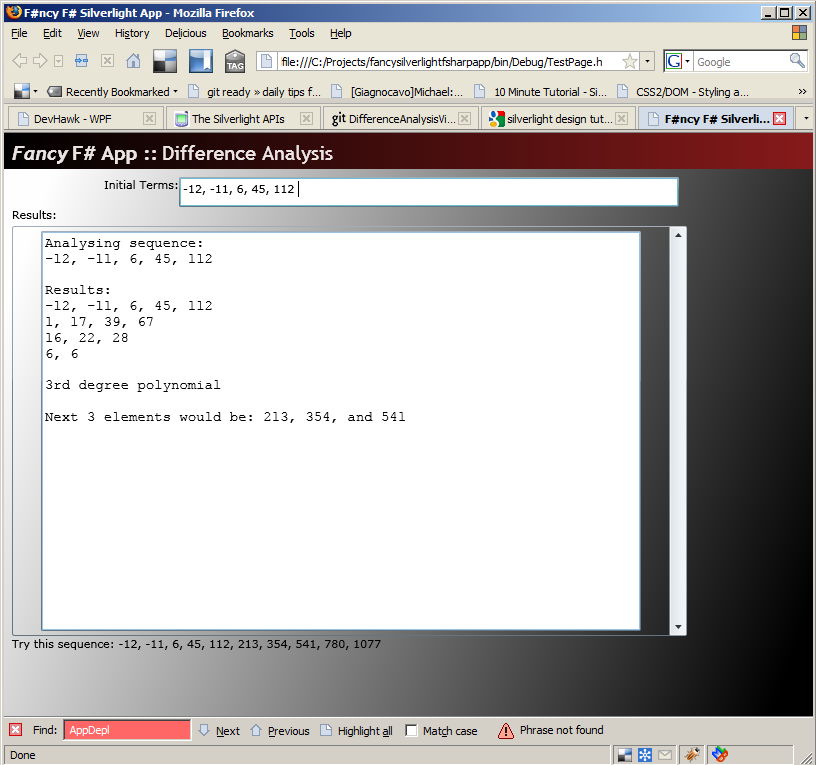 F#ncy F# Silverlight App - Mozilla Firefox
File Edit View History Delicious Bookmarks Tools Help
TAG file:///C:/Projects/fancysilverlightfsharpapp/bin/Debug/TestPage.h G Google
Recently Bookmarked git ready » daily tips f... [Giagnocavo]Michael:... 10 Minute Tutorial - Si... CSS2/DOM - Styling a... »
DevHawk - WPF The Silverlight APIs git DifferenceAnalysisVi... silverlight design tut... F#ncy F# Silverli...
Fancy F# App :: Difference Analysis
Initial Terms: -12, -11, 6, 45, 112
Results:
Analysing sequence:
-12, -11, 6, 45, 112
Results:
-12, -11, 6, 45, 112
1, 17, 39, 67
16, 22, 28
6, 6
3rd degree polynomial
Next 3 elements would be: 213, 354, and 541
Try this sequence: -12, -11, 6, 45, 112, 213, 354, 541, 780, 1077
Find: AppDepl Next Previous Highlight all Match case Phrase not found
Done